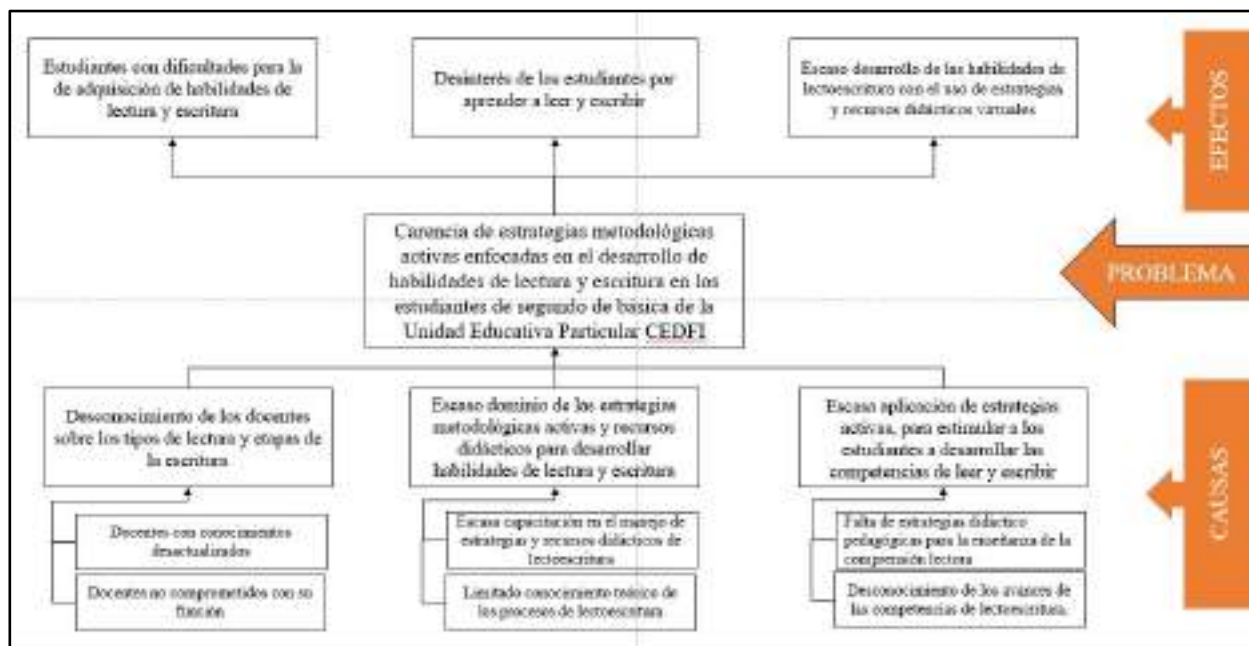 Estudiantes con dificultades para la
de adquisición de habilidades de
lectura y escritura
Desinterés de los estudiantes por
aprender a leer y escribir
Escaso desarrollo de las habilidades de
lectoescritura con el uso de estrategias
y recursos didácticos virtuales
EFECTOS
Carencia de estrategias metodológicas
activas enfocadas en el desarrollo de
habilidades de lectura y escritura en los
estudiantes de segundo de básica de la
Unidad Educativa Particular CEDFI
PROBLEMA
Desconocimiento de los docentes
sobre los tipos de lectura y etapas de
la escritura
Escaso dominio de las estrategias
metodológicas activas y recursos
didácticos para desarrollar
habilidades de lectura y escritura
Escasa aplicación de estrategias
activas, para estimular a los
estudiantes a desarrollar las
competencias de leer y escribir
CAUSAS
Docentes con conocimientos
desactualizados
Docentes no comprometidos con su
función
Escasa capacitación en el manejo de
estrategias y recursos didácticos de
lectoescritura
Limitado conocimiento teórico de
los procesos de lectoescritura
Falta de estrategias didáctico
pedagógicas para la enseñanza de la
comprensión lectora
Desconocimiento de los avances de
las competencias de lectoescritura.